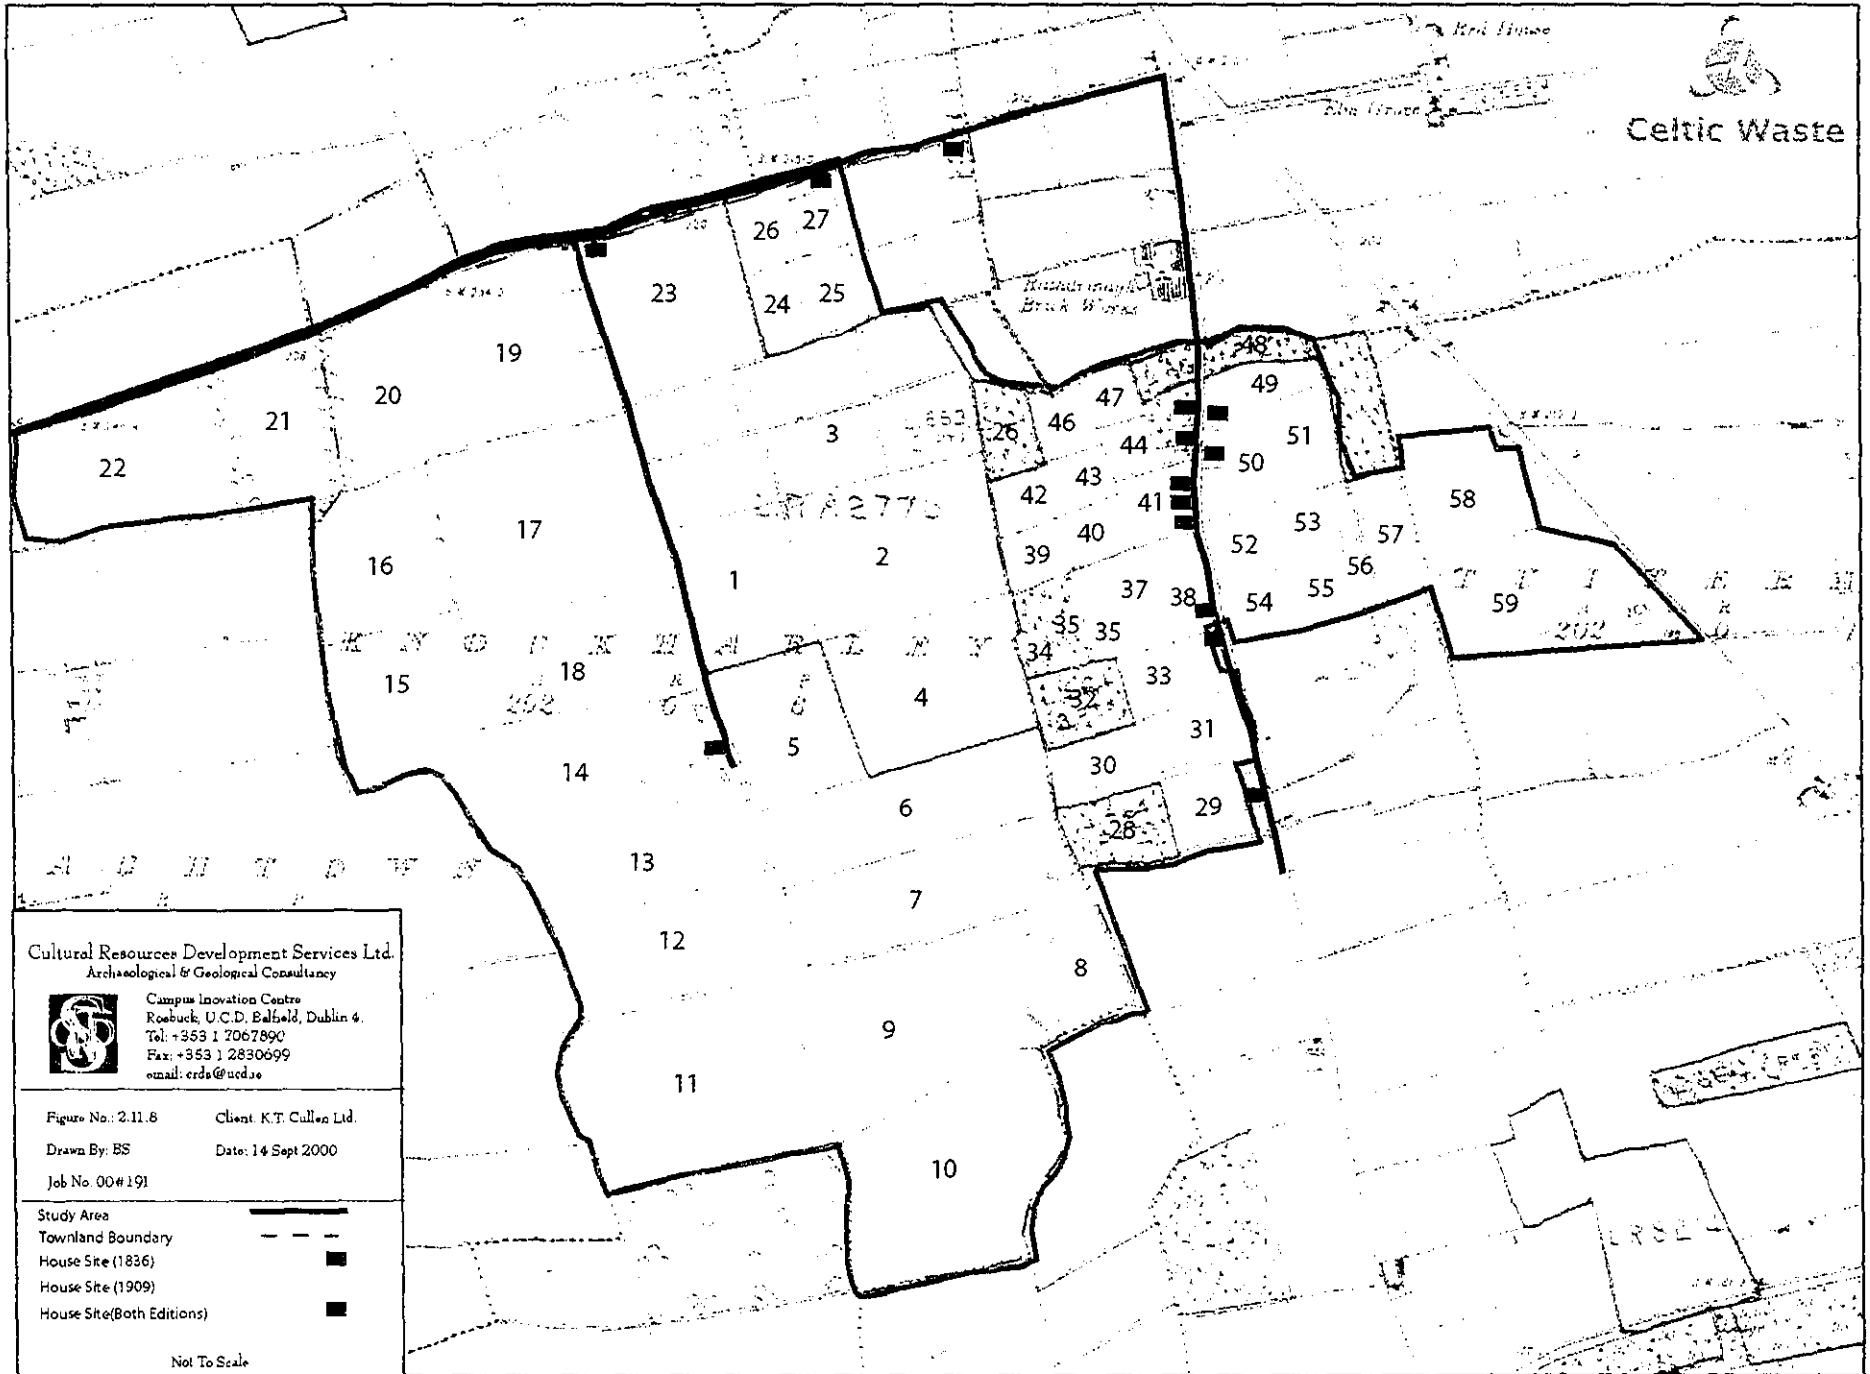 Celtic Waste
Brick Works
26
27
23
24
25
19
20
21
22
3
26
46
47
48
49
44
51
50
43
42
41
58
17
16
40
53
57
52
39
2
1
56
37
38
54
55
59
35
35
34
K N O C K H A R L E Y
T U I T E R
202
18
15
202
4
33
32
31
5
14
30
6
29
28
13
7
12
8
9
11
10
Cultural Resources Development Services Ltd.
Archaeological & Geological Consultancy
Campus Inovation Centre
Roebuck, U.C.D. Belfield, Dublin 4.
Tel: +353 1 7067890
Fax: +353 1 2830699
email: crds@ucd.ie
Figure No.: 2.11.8
Client: K.T. Cullen Ltd.
Drawn By: BS
Date: 14 Sept 2000
Job No. 00#191
Study Area
Townland Boundary
House Site (1836)
House Site (1909)
House Site(Both Editions)
Not To Scale